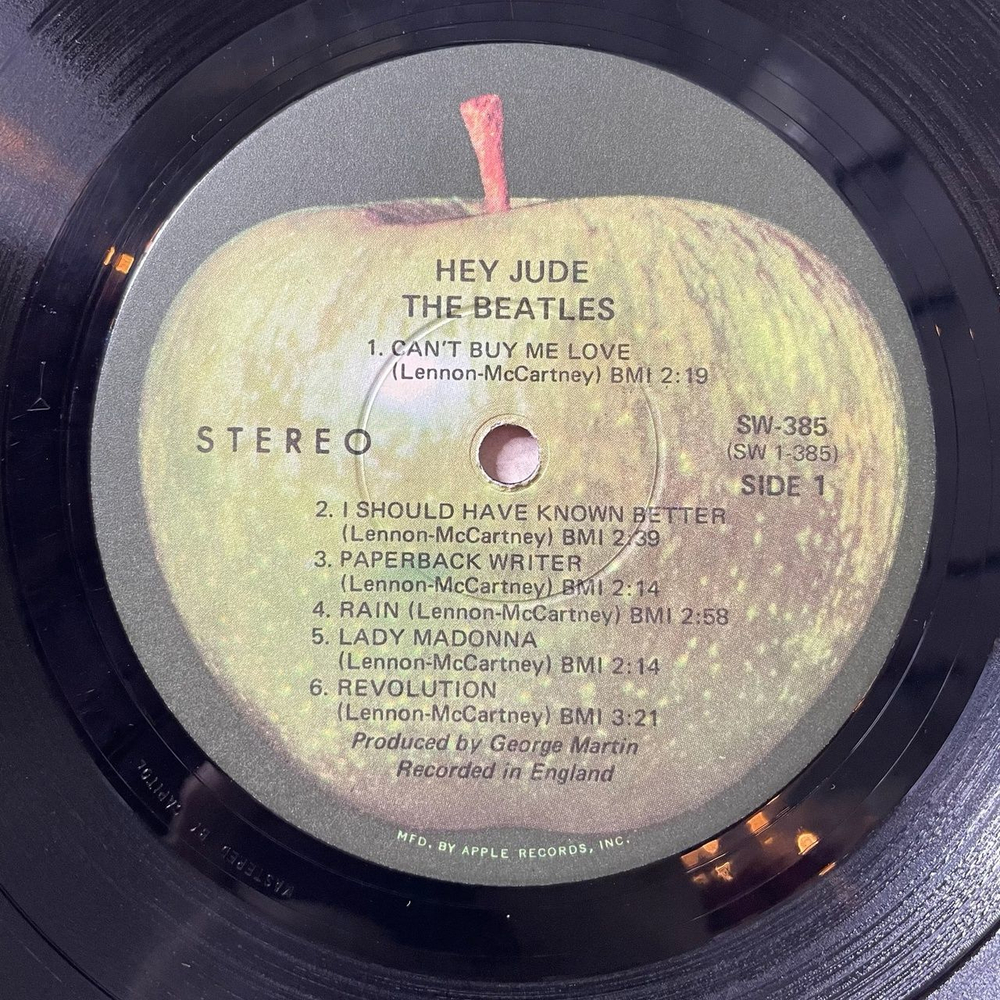 HEY JUDE
THE BEATLES
1. CAN'T BUY ME LOVE
(Lennon-McCartney) BMI 2:19
STEREO
SW-385
(SW 1-385)
SIDE 1
2. I SHOULD HAVE KNOWN BETTER
(Lennon-McCartney) BMI 2:39
3. PAPERBACK WRITER
(Lennon-McCartney) BMI 2:14
4. RAIN (Lennon-McCartney) BMI 2:58
5. LADY MADONNA
(Lennon-McCartney) BMI 2:14
6. REVOLUTION
(Lennon-McCartney) BMI 3:21
Produced by George Martin
Recorded in England
MFD. BY APPLE RECORDS, INC.
MASTERED BY CAPITOL